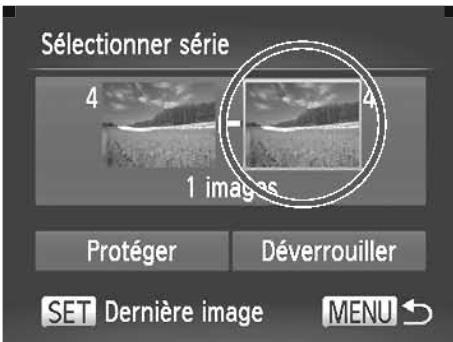 Sélectionner série
4 4
1 images
Protéger Déverrouiller
SET Dernière image MENU